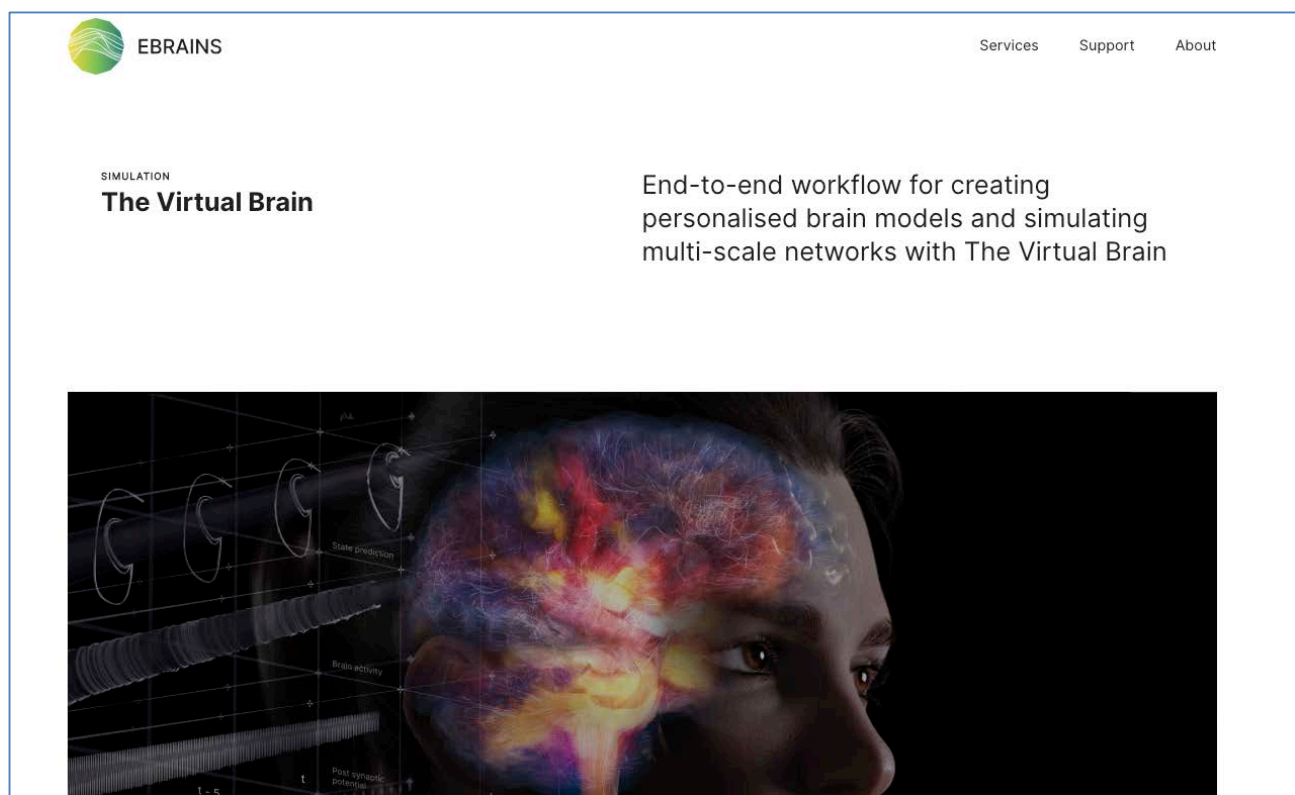 EBRAINS
Services Support About
SIMULATION
The Virtual Brain
End-to-end workflow for creating
personalised brain models and simulating
multi-scale networks with The Virtual Brain
State prediction
Brain activity
t
Post synaptic
potential
t - 5